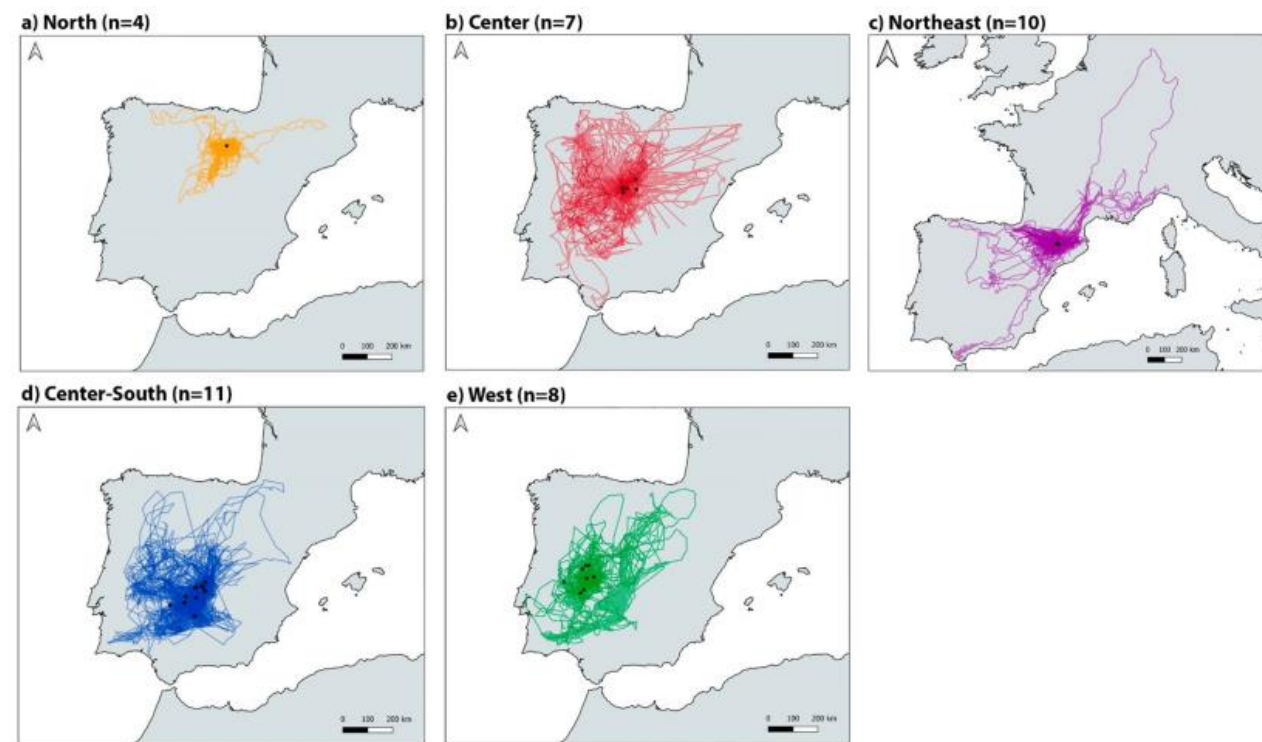 a) North (n=4)
b) Center (n=7)
c) Northeast (n=10)
0 100 200 km
0 100 200 km
0 100 200 km
d) Center-South (n=11)
e) West (n=8)
0 100 200 km
0 100 200 km